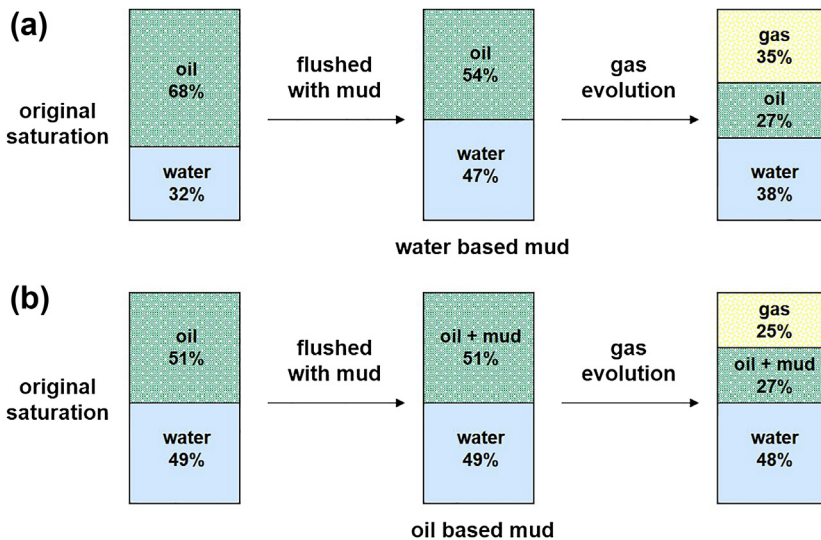 (a)
original
saturation
oil
68%
water
32%
flushed
with mud
oil
54%
water
47%
gas
evolution
gas
35%
oil
27%
water
38%
water based mud
(b)
original
saturation
oil
51%
water
49%
flushed
with mud
oil + mud
51%
water
49%
gas
evolution
gas
25%
oil + mud
27%
water
48%
oil based mud